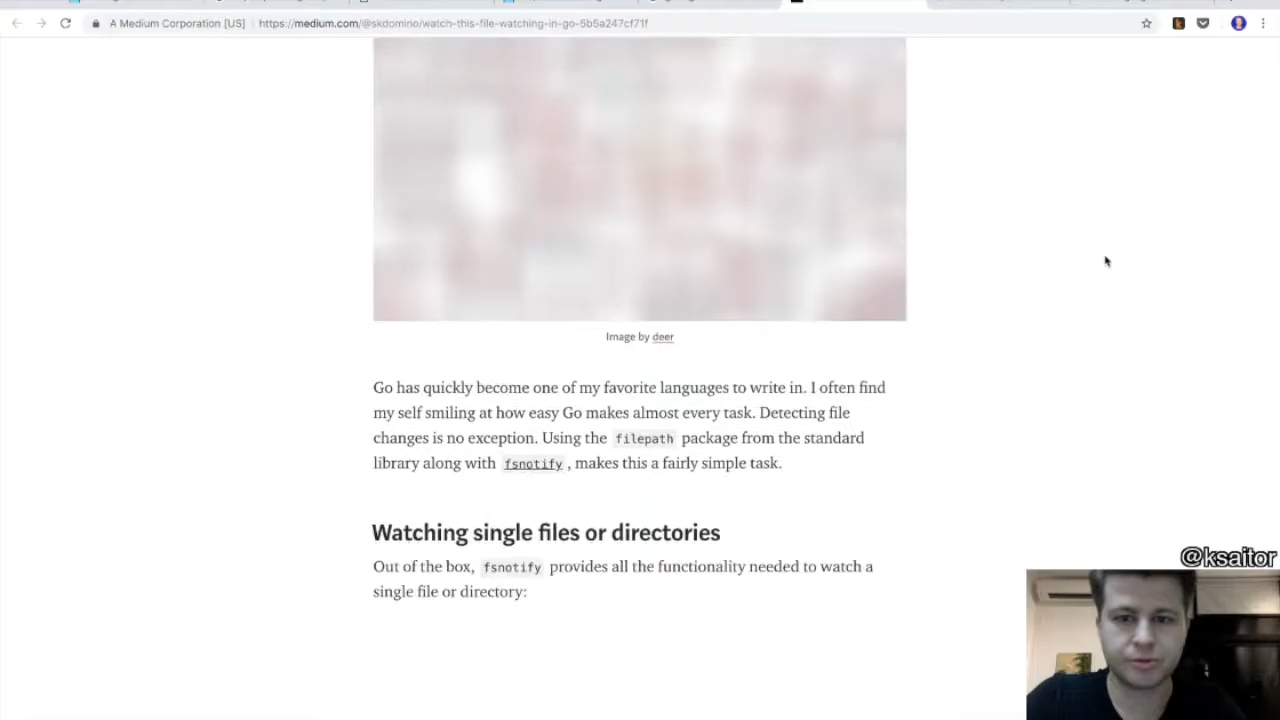 A Medium Corporation [US]
https://medium.com/@skdomino/watch-this-file-watching-in-go-5b5a247cf71f
Image by deer
Go has quickly become one of my favorite languages to write in. I often find
my self smiling at how easy Go makes almost every task. Detecting file
changes is no exception. Using the filepath package from the standard
library along with fsnotify, makes this a fairly simple task.
Watching single files or directories
Out of the box, fsnotify provides all the functionality needed to watch a
single file or directory:
@ksaitor